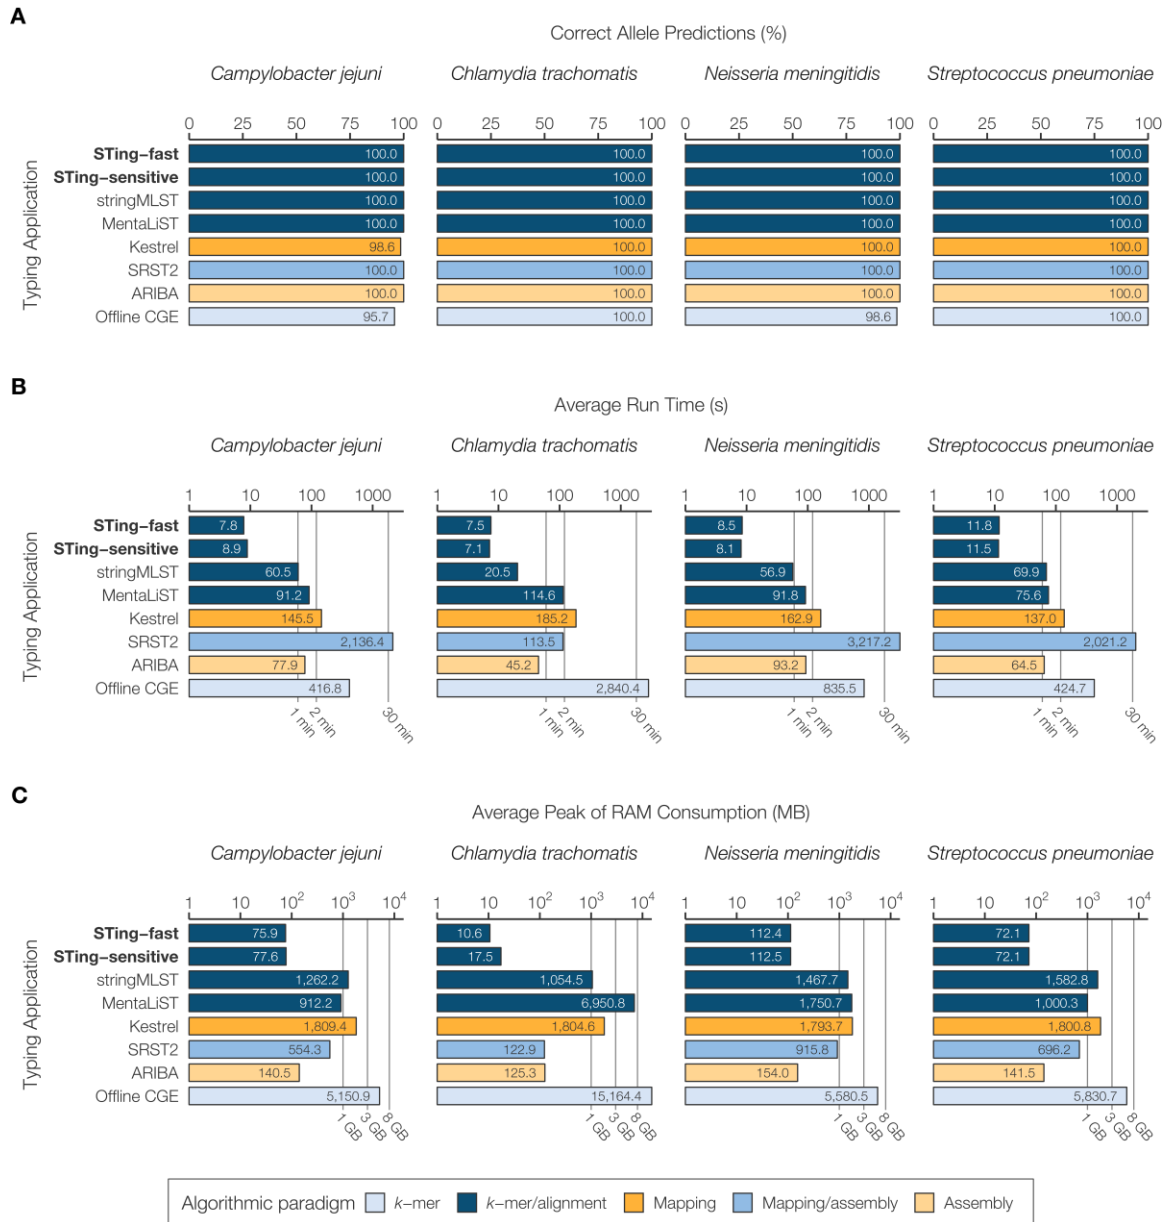 A
Correct Allele Predictions (%)
Campylobacter jejuni Chlamydia trachomatis Neisseria meningitidis Streptococcus pneumoniae
0 25 50 75 100 0 25 50 75 100 0 25 50 75 100 0 25 50 75 100
Typing Application
STing−fast 100.0 100.0 100.0 100.0
STing−sensitive 100.0 100.0 100.0 100.0
stringMLST 100.0 100.0 100.0 100.0
MentaLiST 100.0 100.0 100.0 100.0
Kestrel 98.6 100.0 100.0 100.0
SRST2 100.0 100.0 100.0 100.0
ARIBA 100.0 100.0 100.0 100.0
Offline CGE 95.7 100.0 98.6 100.0
B
Average Run Time (s)
Campylobacter jejuni Chlamydia trachomatis Neisseria meningitidis Streptococcus pneumoniae
1 10 100 1000 1 10 100 1000 1 10 100 1000 1 10 100 1000
Typing Application
STing−fast 7.8 7.5 8.5 11.8
STing−sensitive 8.9 7.1 8.1 11.5
stringMLST 60.5 20.5 56.9 69.9
MentaLiST 91.2 114.6 91.8 75.6
Kestrel 145.5 185.2 162.9 137.0
SRST2 2,136.4 113.5 3,217.2 2,021.2
ARIBA 77.9 45.2 93.2 64.5
Offline CGE 416.8 2,840.4 835.5 424.7
1 min 2 min 30 min 1 min 2 min 30 min 1 min 2 min 30 min 1 min 2 min 30 min
C
Average Peak of RAM Consumption (MB)
Campylobacter jejuni Chlamydia trachomatis Neisseria meningitidis Streptococcus pneumoniae
1 10 10² 10³ 10⁴ 1 10 10² 10³ 10⁴ 1 10 10² 10³ 10⁴ 1 10 10² 10³ 10⁴
Typing Application
STing−fast 75.9 10.6 112.4 72.1
STing−sensitive 77.6 17.5 112.5 72.1
stringMLST 1,262.2 1,054.5 1,467.7 1,582.8
MentaLiST 912.2 6,950.8 1,750.7 1,000.3
Kestrel 1,809.4 1,804.6 1,793.7 1,800.8
SRST2 554.3 122.9 915.8 696.2
ARIBA 140.5 125.3 154.0 141.5
Offline CGE 5,150.9 15,164.4 5,580.5 5,830.7
1 GB 3 GB 8 GB 1 GB 3 GB 8 GB 1 GB 3 GB 8 GB 1 GB 3 GB 8 GB
Algorithmic paradigm k−mer k−mer/alignment Mapping Mapping/assembly Assembly